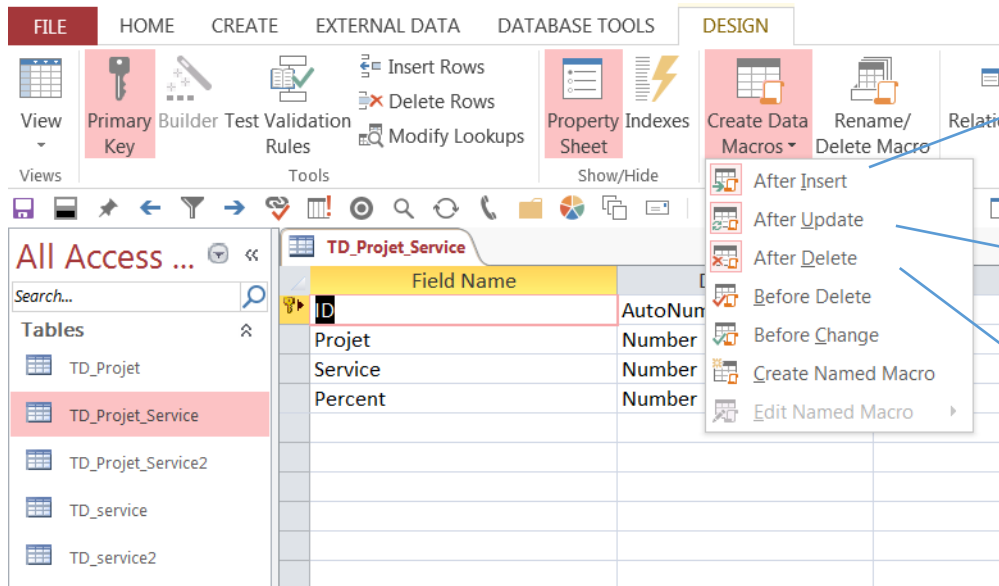 FILE HOME CREATE EXTERNAL DATA DATABASE TOOLS DESIGN
View
Primary Key
Builder
Test Validation Rules
Insert Rows
Delete Rows
Modify Lookups
Property Sheet
Indexes
Create Data Macros
Rename/ Delete Macro
Views Tools Show/Hide
After Insert
After Update
After Delete
Before Delete
Before Change
Create Named Macro
Edit Named Macro
All Access ...
Search...
Tables
TD_Projet
TD_Projet_Service
TD_Projet_Service2
TD_service
TD_service2
TD_Projet_Service
Field Name
ID
Projet Number
Service Number
Percent Number